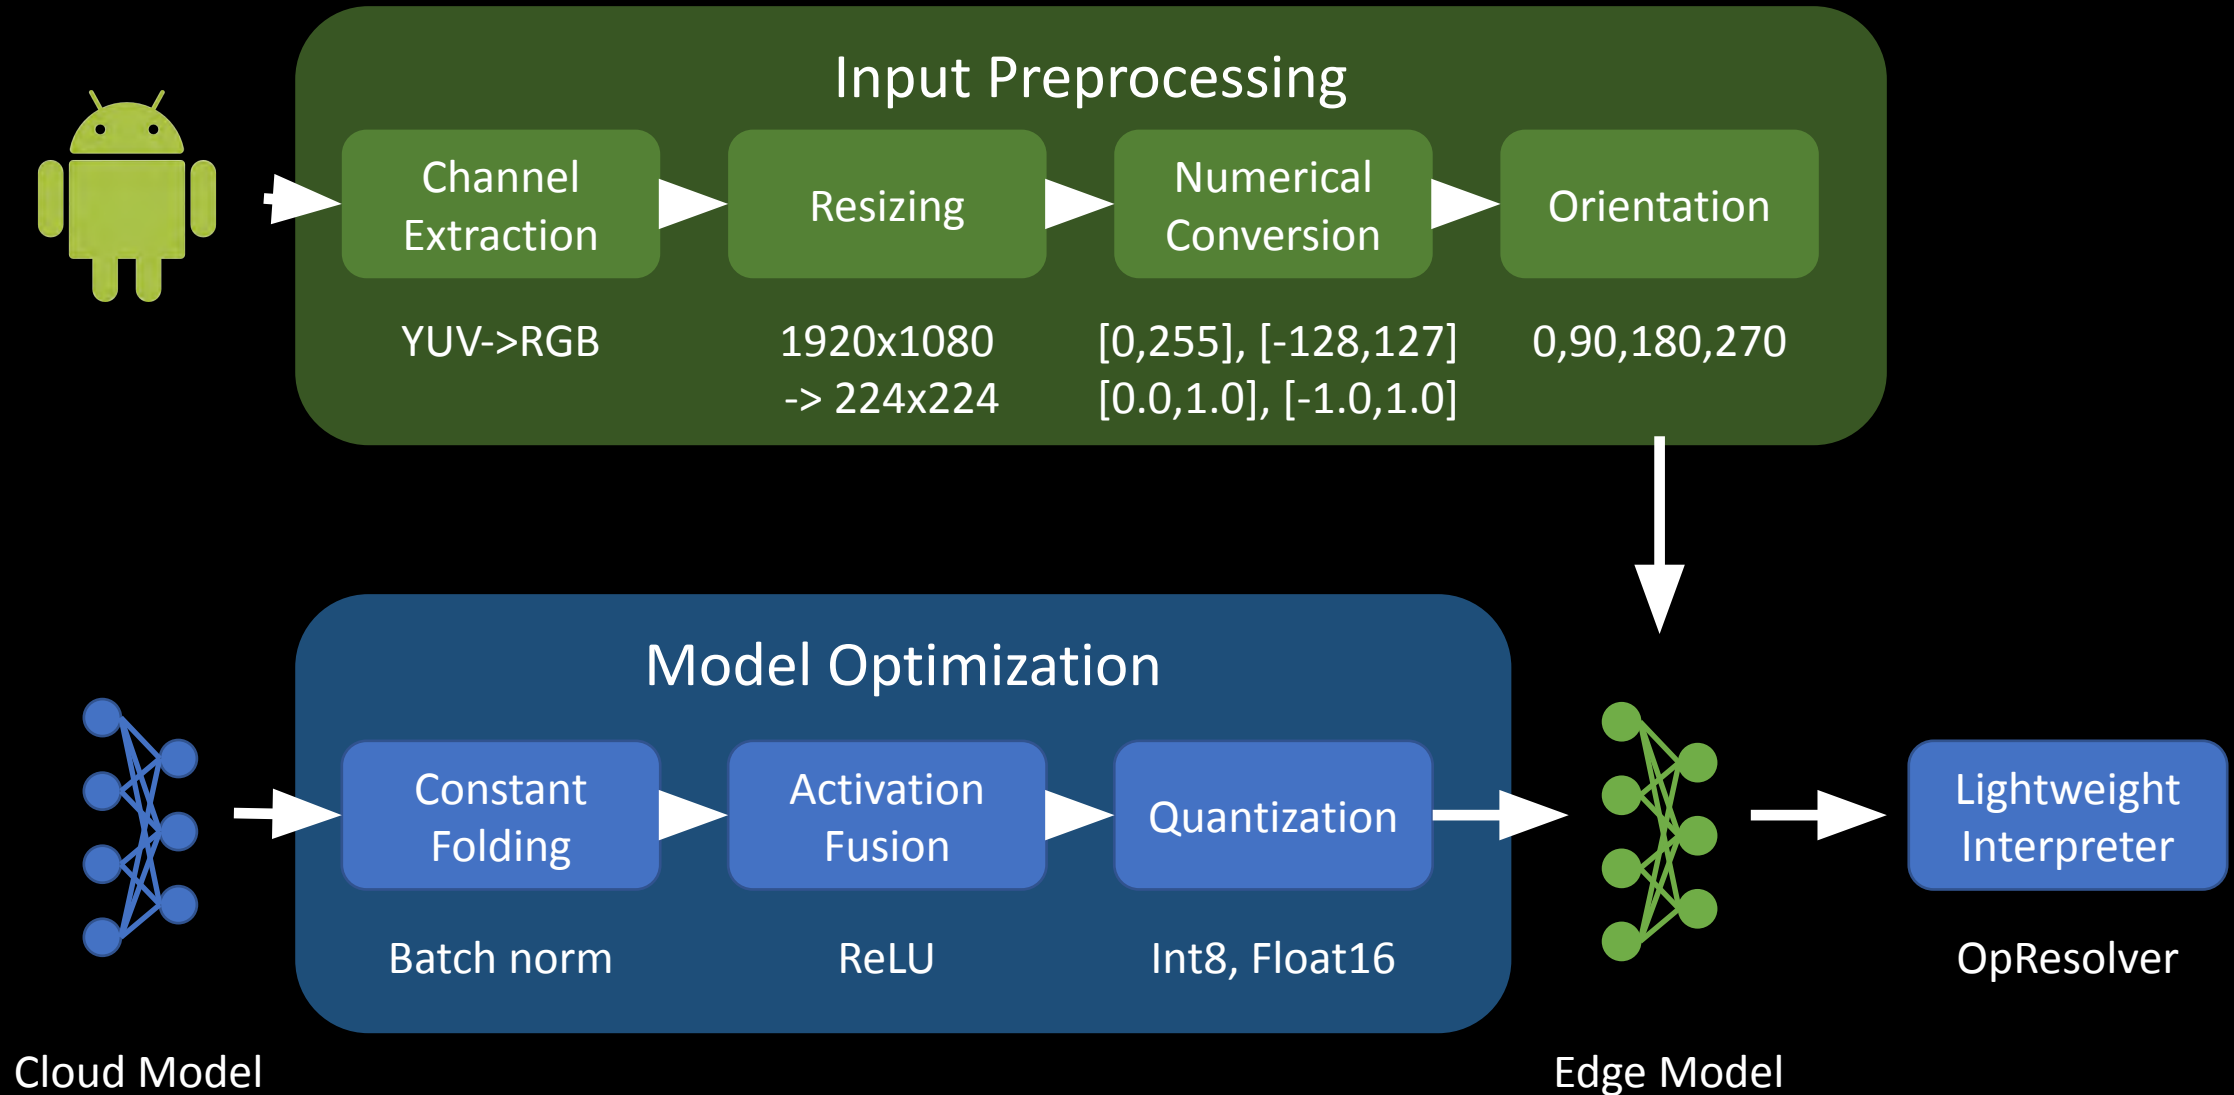 Input Preprocessing
Channel
Extraction
Resizing
Numerical
Conversion
Orientation
YUV->RGB
1920x1080
-> 224x224
[0,255], [-128,127]
[0.0,1.0], [-1.0,1.0]
0,90,180,270
Model Optimization
Constant
Folding
Activation
Fusion
Quantization
Lightweight
Interpreter
Batch norm
ReLU
Int8, Float16
OpResolver
Cloud Model
Edge Model